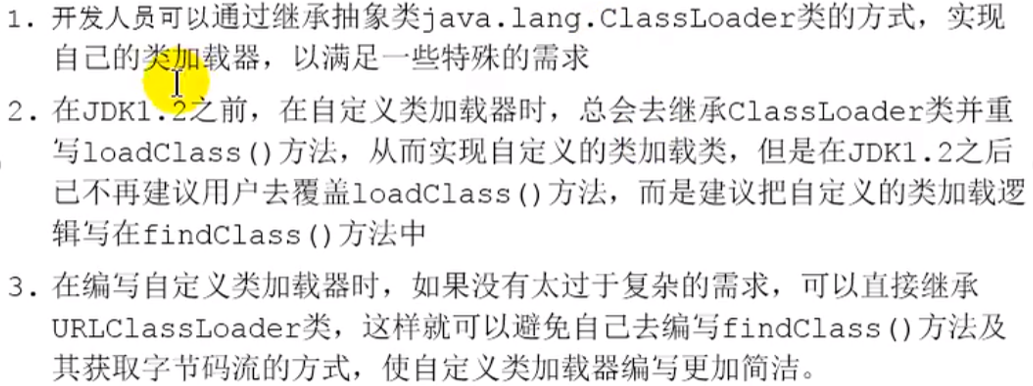 1. 开发人员可以通过继承抽象类java.lang.ClassLoader类的方式，实现
自己的类加载器，以满足一些特殊的需求
2. 在JDK1.2之前，在自定义类加载器时，总会去继承ClassLoader类并重
写loadClass()方法，从而实现自定义的类加载类，但是在JDK1.2之后
已不再建议用户去覆盖loadClass()方法，而是建议把自定义的类加载逻
辑写在findClass()方法中
3. 在编写自定义类加载器时，如果没有太过于复杂的需求，可以直接继承
URLClassLoader类，这样就可以避免自己去编写findClass()方法及
其获取字节码流的方式，使自定义类加载器编写更加简洁。